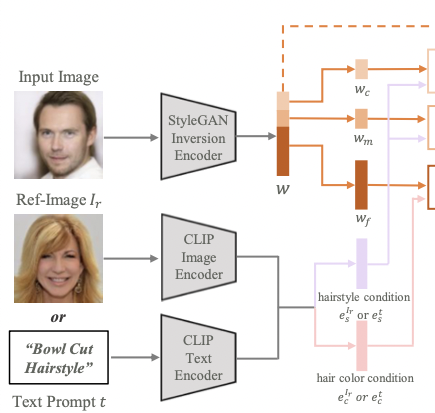 Input Image
StyleGAN
Inversion
Encoder
w
w_c
w_m
w_f
Ref-Image I_r
CLIP
Image
Encoder
or
"Bowl Cut
Hairstyle"
CLIP
Text
Encoder
Text Prompt t
hairstyle condition
e_s^{I_r} or e_s^t
hair color condition
e_c^{I_r} or e_c^t